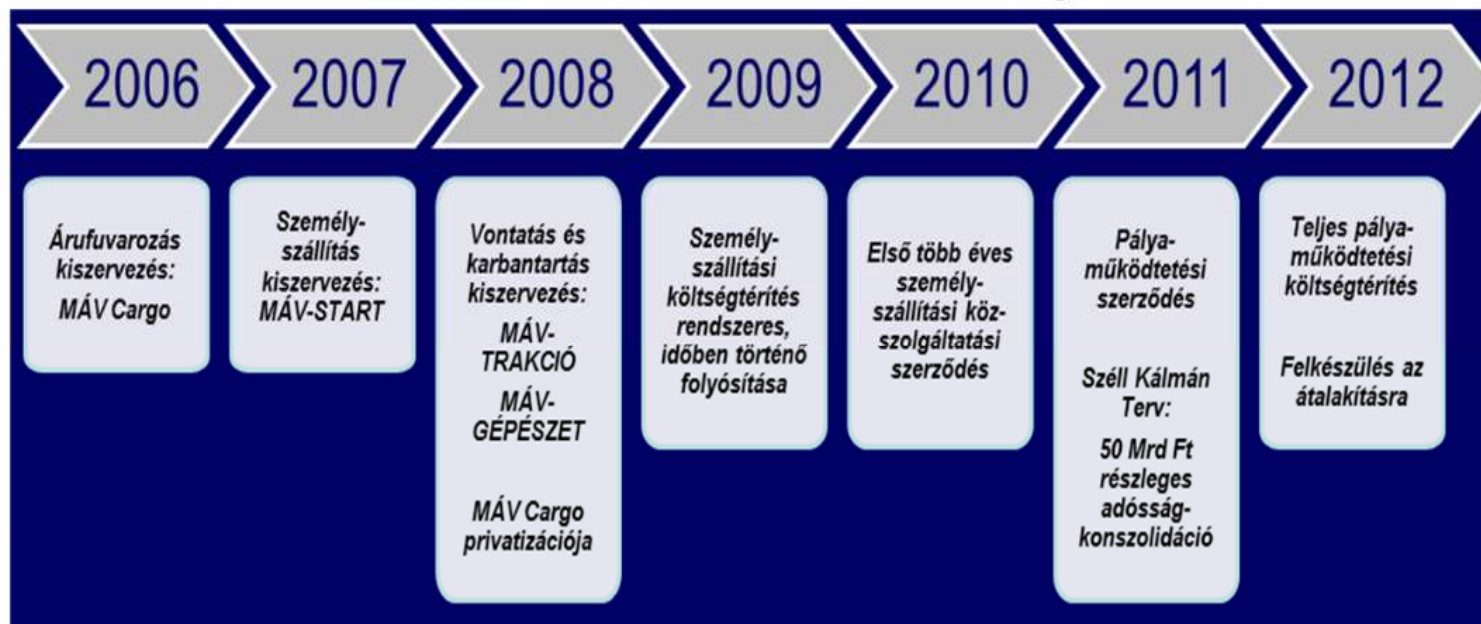 2006
2007
2008
2009
2010
2011
2012
Árufuvarozás
kiszervezés:
MÁV Cargo
Személy-
szállítás
kiszervezés:
MÁV-START
Vontatás és
karbantartás
kiszervezés:
MÁV-
TRAKCIÓ
MÁV-
GÉPÉSZET
MÁV Cargo
privatizációja
Személy-
szállítási
költségtérítés
rendszeres,
időben történő
folyósítása
Első több éves
személy-
szállítási köz-
szolgáltatási
szerződés
Pálya-
működtetési
szerződés
Széll Kálmán
Terv:
50 Mrd Ft
részleges
adósság-
konszolidáció
Teljes pálya-
működtetési
költségtérítés
Felkészülés az
átalakításra